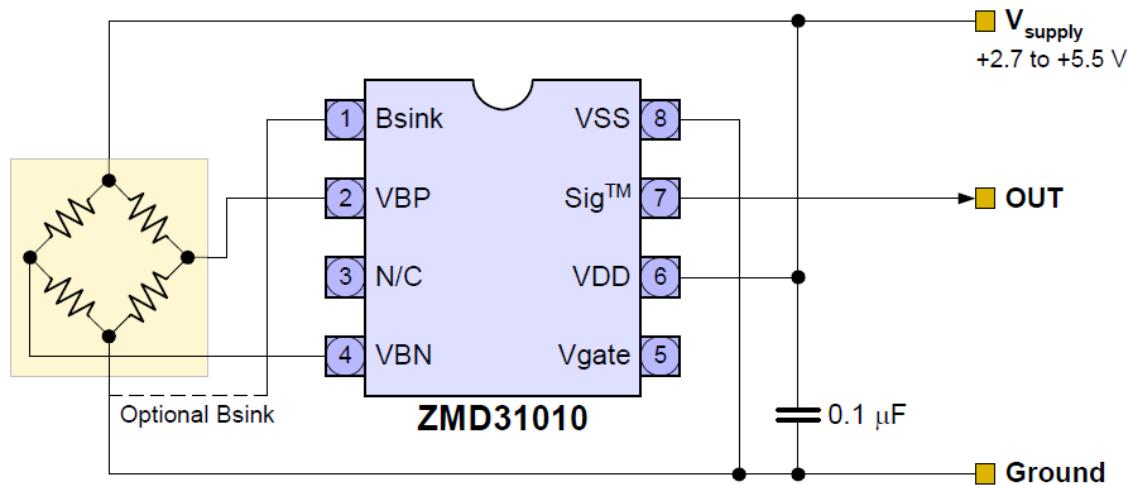 V supply
+2.7 to +5.5 V
1 Bsink VSS 8
2 VBP Sig™ 7
OUT
3 N/C VDD 6
4 VBN Vgate 5
Optional Bsink
ZMD31010
0.1 μF
Ground